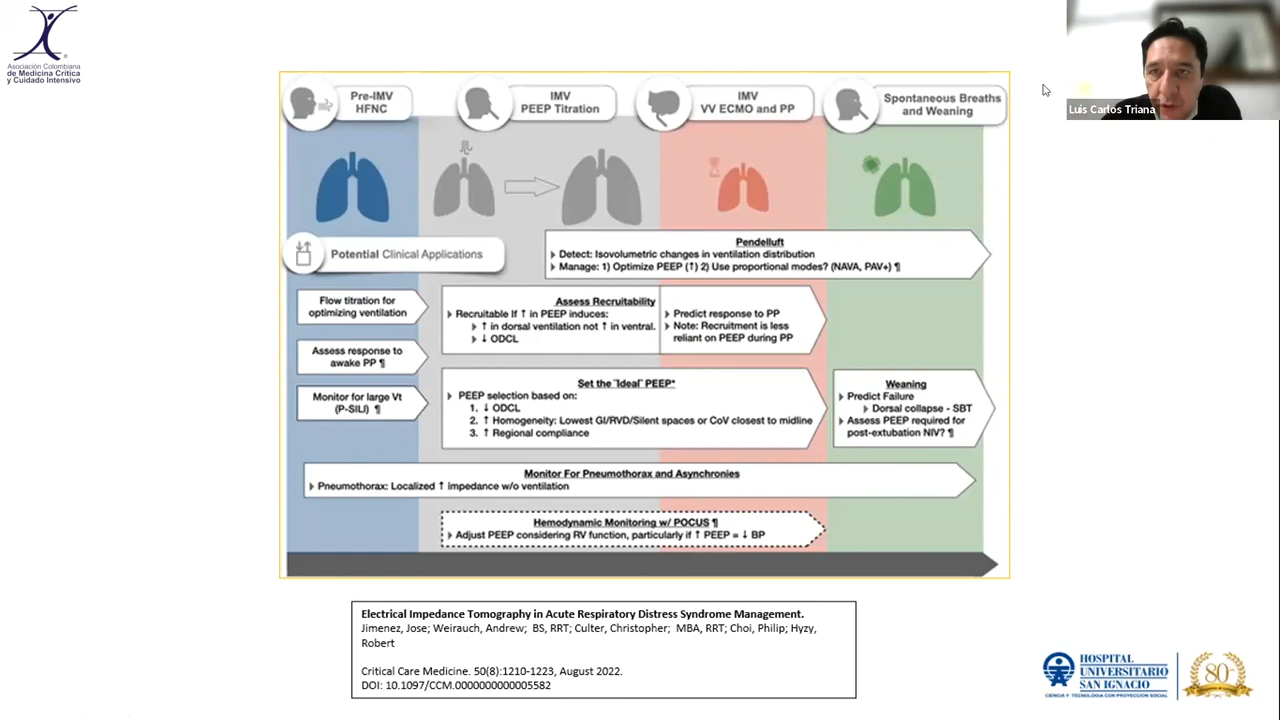 Asociación Colombiana
de Medicina Crítica
y Cuidado Intensivo
Luis Carlos Triana
Pre-IMV
HFNC
IMV
PEEP Titration
IMV
VV ECMO and PP
Spontaneous Breaths
and Weaning
Potential Clinical Applications
Pendelluft
Detect: Isovolumetric changes in ventilation distribution
Manage: 1) Optimize PEEP (↑) 2) Use proportional modes? (NAVA, PAV+) ¶
Flow titration for
optimizing ventilation
Assess response to
awake PP ¶
Monitor for large Vt
(P-SILI) ¶
Assess Recruitability
Recruitable If ↑ in PEEP induces:
↑ in dorsal ventilation not ↑ in ventral.
↓ ODCL
Predict response to PP
Note: Recruitment is less
reliant on PEEP during PP
Set the ¨Ideal¨ PEEP*
PEEP selection based on:
1. ↓ ODCL
2. ↑ Homogeneity: Lowest GI/RVD/Silent spaces or CoV closest to midline
3. ↑ Regional compliance
Weaning
Predict Failure
Dorsal collapse - SBT
Assess PEEP required for
post-extubation NIV? ¶
Monitor For Pneumothorax and Asynchronies
Pneumothorax: Localized ↑ impedance w/o ventilation
Hemodynamic Monitoring w/ POCUS ¶
Adjust PEEP considering RV function, particularly if ↑ PEEP = ↓ BP
Electrical Impedance Tomography in Acute Respiratory Distress Syndrome Management.
Jimenez, Jose; Weirauch, Andrew; BS, RRT; Culter, Christopher; MBA, RRT; Choi, Philip; Hyzy,
Robert
Critical Care Medicine. 50(8):1210-1223, August 2022.
DOI: 10.1097/CCM.0000000000005582
HOSPITAL
UNIVERSITARIO
SAN IGNACIO
CIENCIA Y TECNOLOGIA CON PROYECCION SOCIAL
80